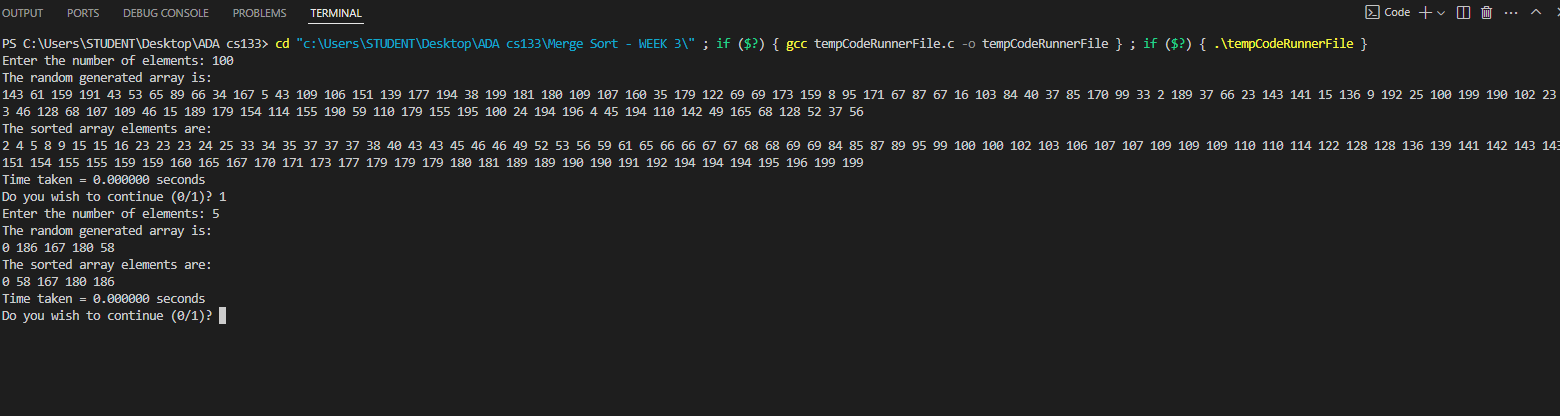 OUTPUT PORTS DEBUG CONSOLE PROBLEMS TERMINAL Code
PS C:\Users\STUDENT\Desktop\ADA cs133> cd "c:\Users\STUDENT\Desktop\ADA cs133\Merge Sort - WEEK 3\" ; if ($?) { gcc tempCodeRunnerFile.c -o tempCodeRunnerFile } ; if ($?) { .\tempCodeRunnerFile }
Enter the number of elements: 100
The random generated array is:
143 61 159 191 43 53 65 89 66 34 167 5 43 109 106 151 139 177 194 38 199 181 180 109 107 160 35 179 122 69 69 173 159 8 95 171 67 87 67 16 103 84 40 37 85 170 99 33 2 189 37 66 23 143 141 15 136 9 192 25 100 199 190 102 23
3 46 128 68 107 109 46 15 189 179 154 114 155 190 59 110 179 155 195 100 24 194 196 4 45 194 110 142 49 165 68 128 52 37 56
The sorted array elements are:
2 4 5 8 9 15 15 16 23 23 23 24 25 33 34 35 37 37 37 38 40 43 43 45 46 46 49 52 53 56 59 61 65 66 66 67 67 68 68 69 69 84 85 87 89 95 99 100 100 102 103 106 107 107 109 109 109 110 110 114 122 128 128 136 139 141 142 143 143
151 154 155 155 159 159 160 165 167 170 171 173 177 179 179 179 180 181 189 189 190 190 191 192 194 194 194 195 196 199 199
Time taken = 0.000000 seconds
Do you wish to continue (0/1)? 1
Enter the number of elements: 5
The random generated array is:
0 186 167 180 58
The sorted array elements are:
0 58 167 180 186
Time taken = 0.000000 seconds
Do you wish to continue (0/1)?